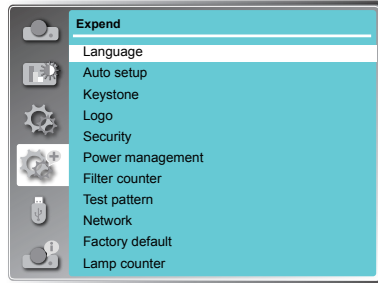 Expend
Language
Auto setup
Keystone
Logo
Security
Power management
Filter counter
Test pattern
Network
Factory default
Lamp counter